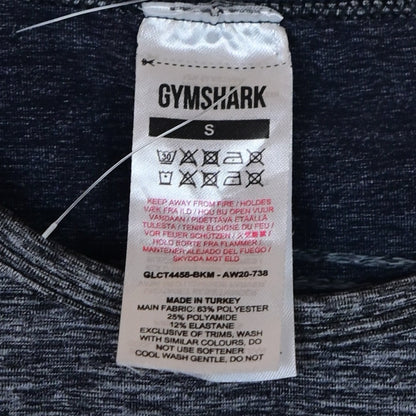 GYMSHARK
S
KEEP AWAY FROM FIRE / HOLDES
VÆK FRA ILD / HOU BIJ OPEN VUUR
VANDAAN / PIDETTÄVÄ ETÄÄLLÄ
TULESTA / TENIR ÉLOIGNÉ DU FEU /
VOR FEUER SCHÜTZEN /
HOLD BORTE FRA FLAMMER /
MANTENER ALEJADO DEL FUEGO /
SKYDDA MOT ELD
GLCT4458-BKM - AW20-738
MADE IN TURKEY
MAIN FABRIC: 63% POLYESTER
25% POLYAMIDE
12% ELASTANE
EXCLUSIVE OF TRIMS, WASH
WITH SIMILAR COLOURS, DO
NOT USE SOFTENER
COOL WASH GENTLE, DO NOT